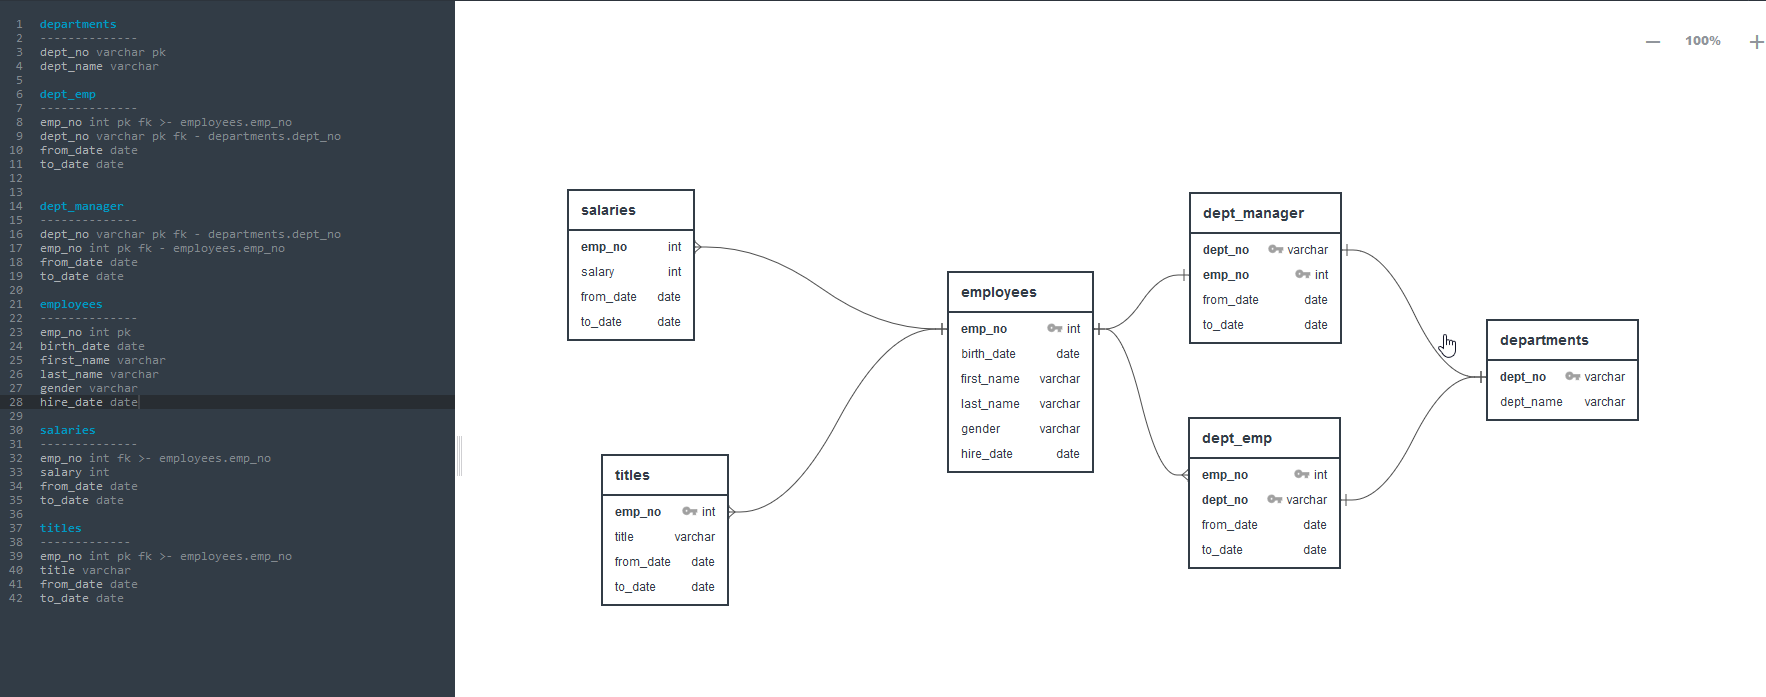 1 departments
2 --------------
3 dept_no varchar pk
4 dept_name varchar
5
6 dept_emp
7 --------------
8 emp_no int pk fk >- employees.emp_no
9 dept_no varchar pk fk - departments.dept_no
10 from_date date
11 to_date date
12
13
14 dept_manager
15 --------------
16 dept_no varchar pk fk - departments.dept_no
17 emp_no int pk fk - employees.emp_no
18 from_date date
19 to_date date
20
21 employees
22 --------------
23 emp_no int pk
24 birth_date date
25 first_name varchar
26 last_name varchar
27 gender varchar
28 hire_date date
29
30 salaries
31 --------------
32 emp_no int fk >- employees.emp_no
33 salary int
34 from_date date
35 to_date date
36
37 titles
38 -------------
39 emp_no int pk fk >- employees.emp_no
40 title varchar
41 from_date date
42 to_date date
100%
salaries
emp_no int
salary int
from_date date
to_date date
titles
emp_no int
title varchar
from_date date
to_date date
employees
emp_no int
birth_date date
first_name varchar
last_name varchar
gender varchar
hire_date date
dept_manager
dept_no varchar
emp_no int
from_date date
to_date date
dept_emp
emp_no int
dept_no varchar
from_date date
to_date date
departments
dept_no varchar
dept_name varchar